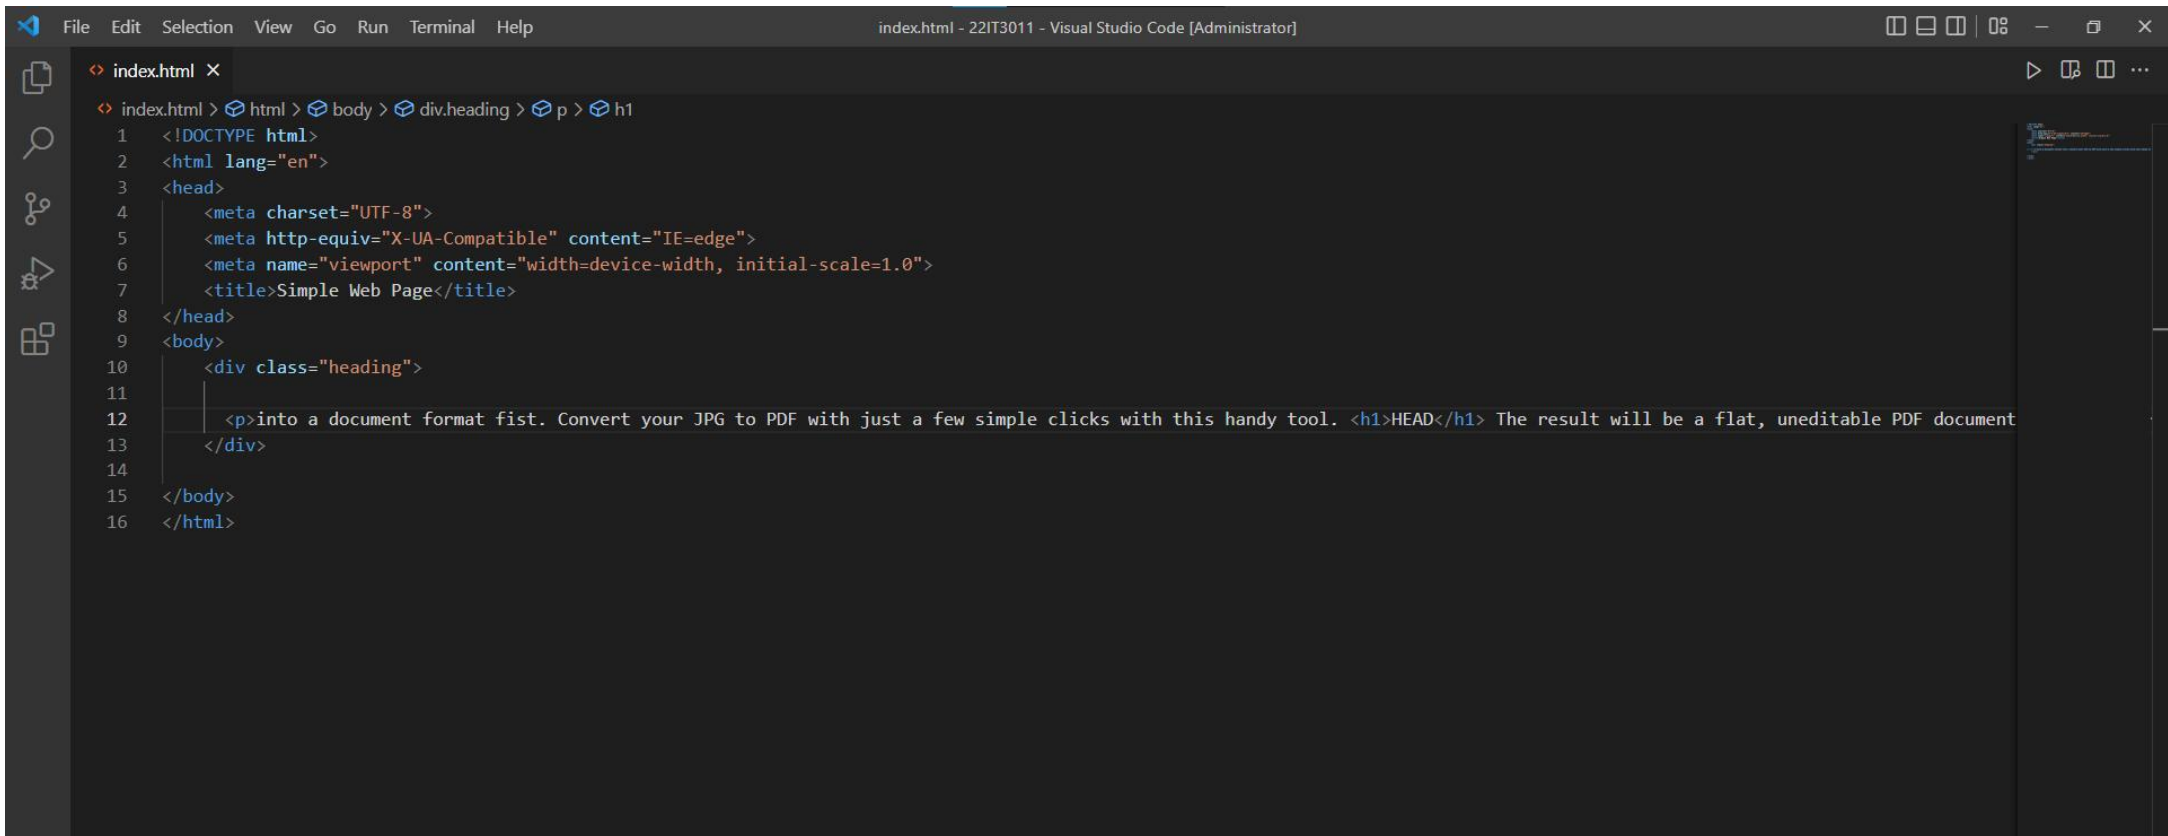 File Edit Selection View Go Run Terminal Help index.html - 22IT3011 - Visual Studio Code [Administrator]
index.html
index.html > html > body > div.heading > p > h1
1 <!DOCTYPE html>
2 <html lang="en">
3 <head>
4 <meta charset="UTF-8">
5 <meta http-equiv="X-UA-Compatible" content="IE=edge">
6 <meta name="viewport" content="width=device-width, initial-scale=1.0">
7 <title>Simple Web Page</title>
8 </head>
9 <body>
10 <div class="heading">
11
12 <p>into a document format fist. Convert your JPG to PDF with just a few simple clicks with this handy tool. <h1>HEAD</h1> The result will be a flat, uneditable PDF document
13 </div>
14
15 </body>
16 </html>